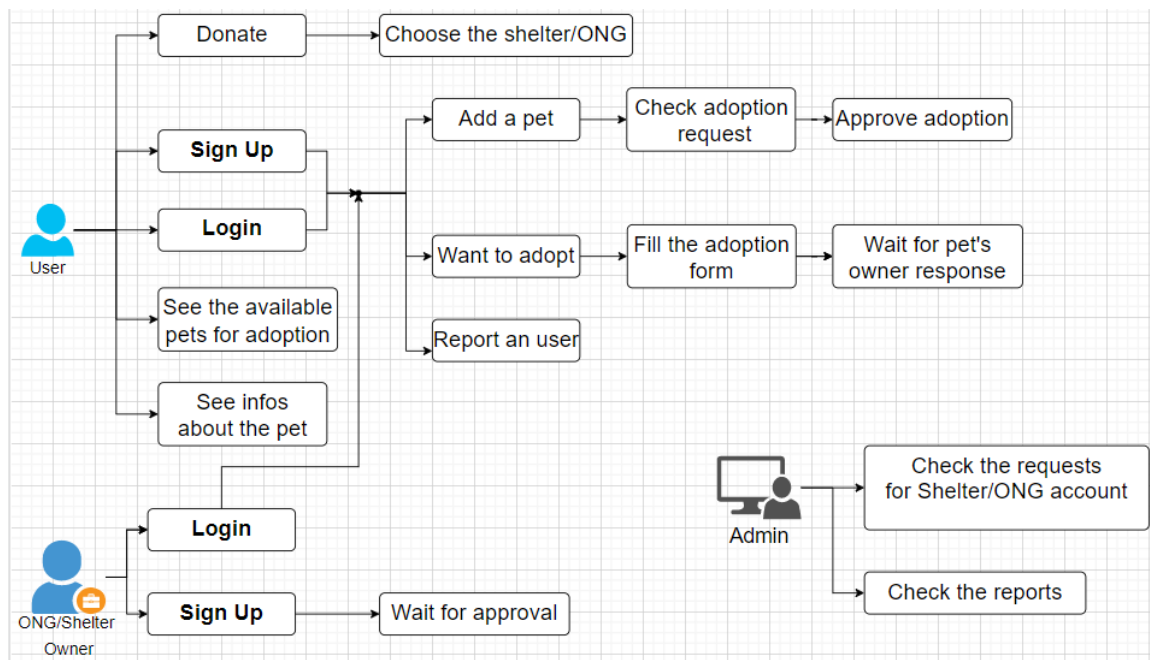 Donate
Choose the shelter/ONG
Add a pet
Check adoption
request
Approve adoption
Sign Up
Login
User
Want to adopt
Fill the adoption
form
Wait for pet's
owner response
See the available
pets for adoption
Report an user
See infos
about the pet
Check the requests
for Shelter/ONG account
Admin
Login
Check the reports
ONG/Shelter
Owner
Sign Up
Wait for approval